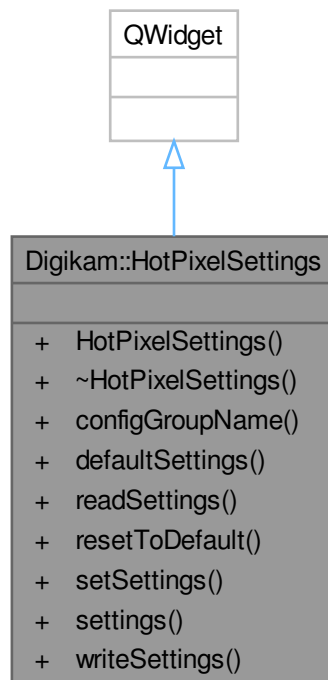 QWidget
Digikam::HotPixelSettings
+ HotPixelSettings()
+ ~HotPixelSettings()
+ configGroupName()
+ defaultSettings()
+ readSettings()
+ resetToDefault()
+ setSettings()
+ settings()
+ writeSettings()